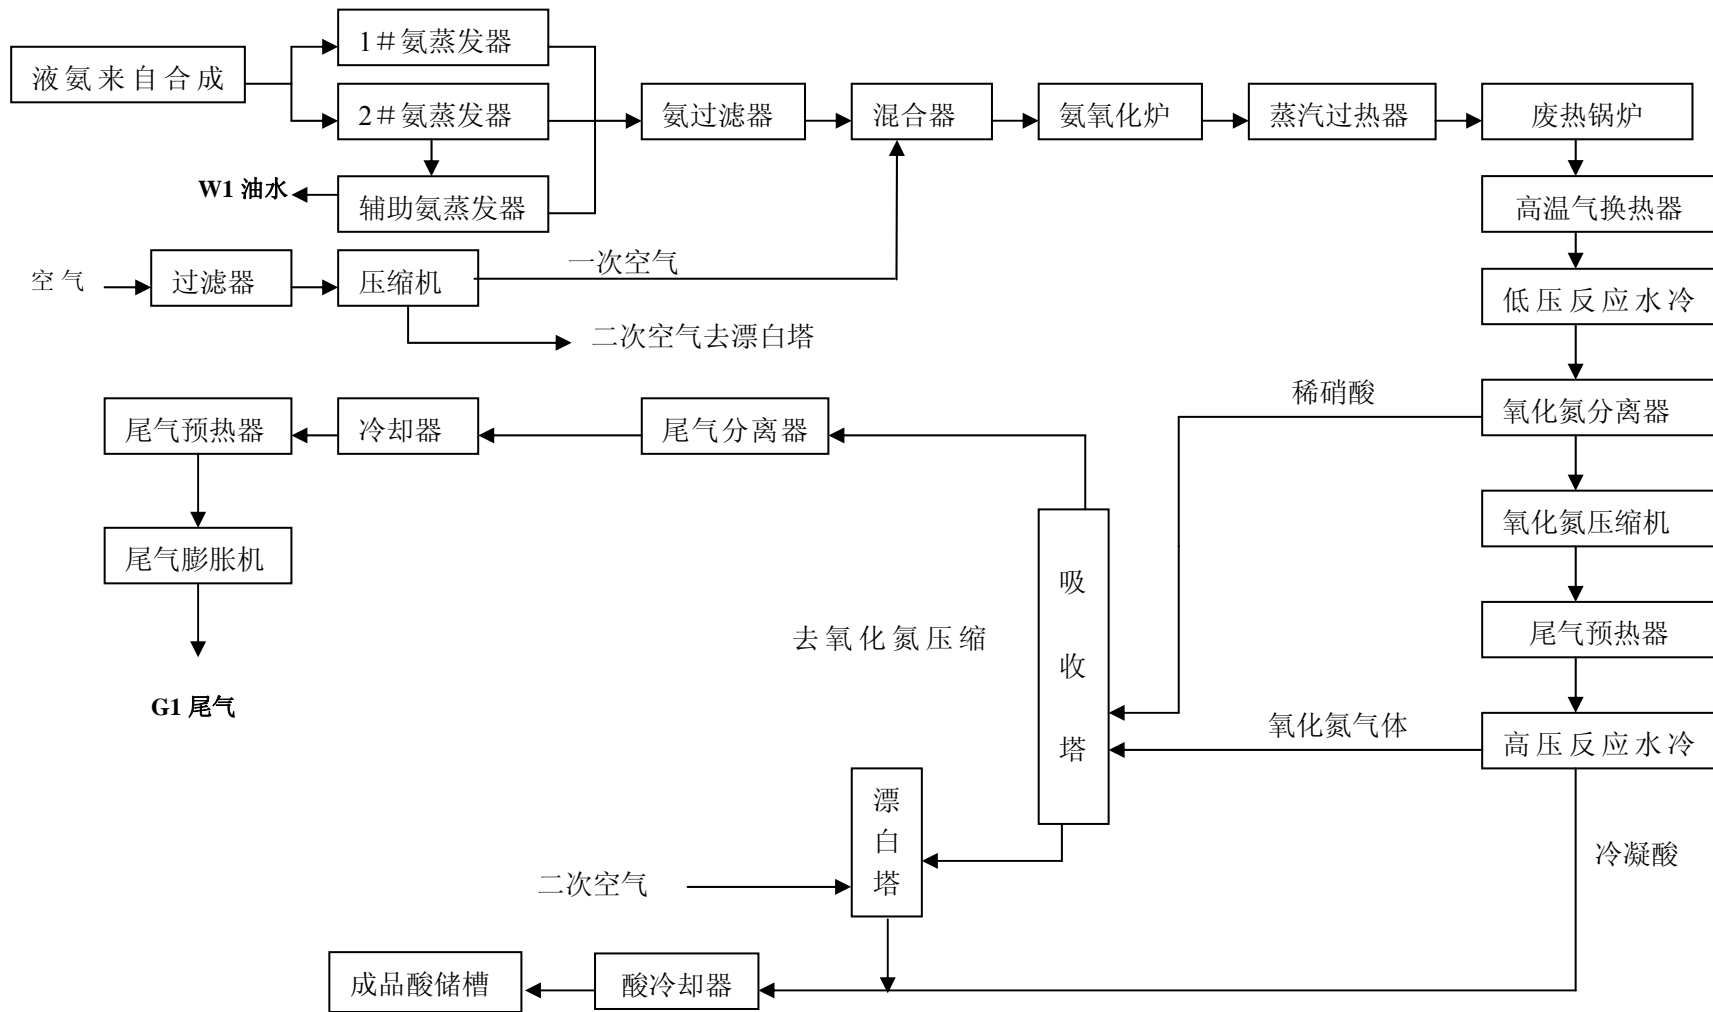 1＃氨蒸发器
液氨来自合成
2＃氨蒸发器
氨过滤器
混合器
氨氧化炉
蒸汽过热器
废热锅炉
W1 油水
辅助氨蒸发器
高温气换热器
空气
过滤器
压缩机
一次空气
低压反应水冷
二次空气去漂白塔
稀硝酸
尾气预热器
冷却器
尾气分离器
氧化氮分离器
氧化氮压缩机
尾气膨胀机
吸
收
塔
去氧化氮压缩
尾气预热器
G1 尾气
氧化氮气体
高压反应水冷
漂
白
塔
冷凝酸
二次空气
成品酸储槽
酸冷却器